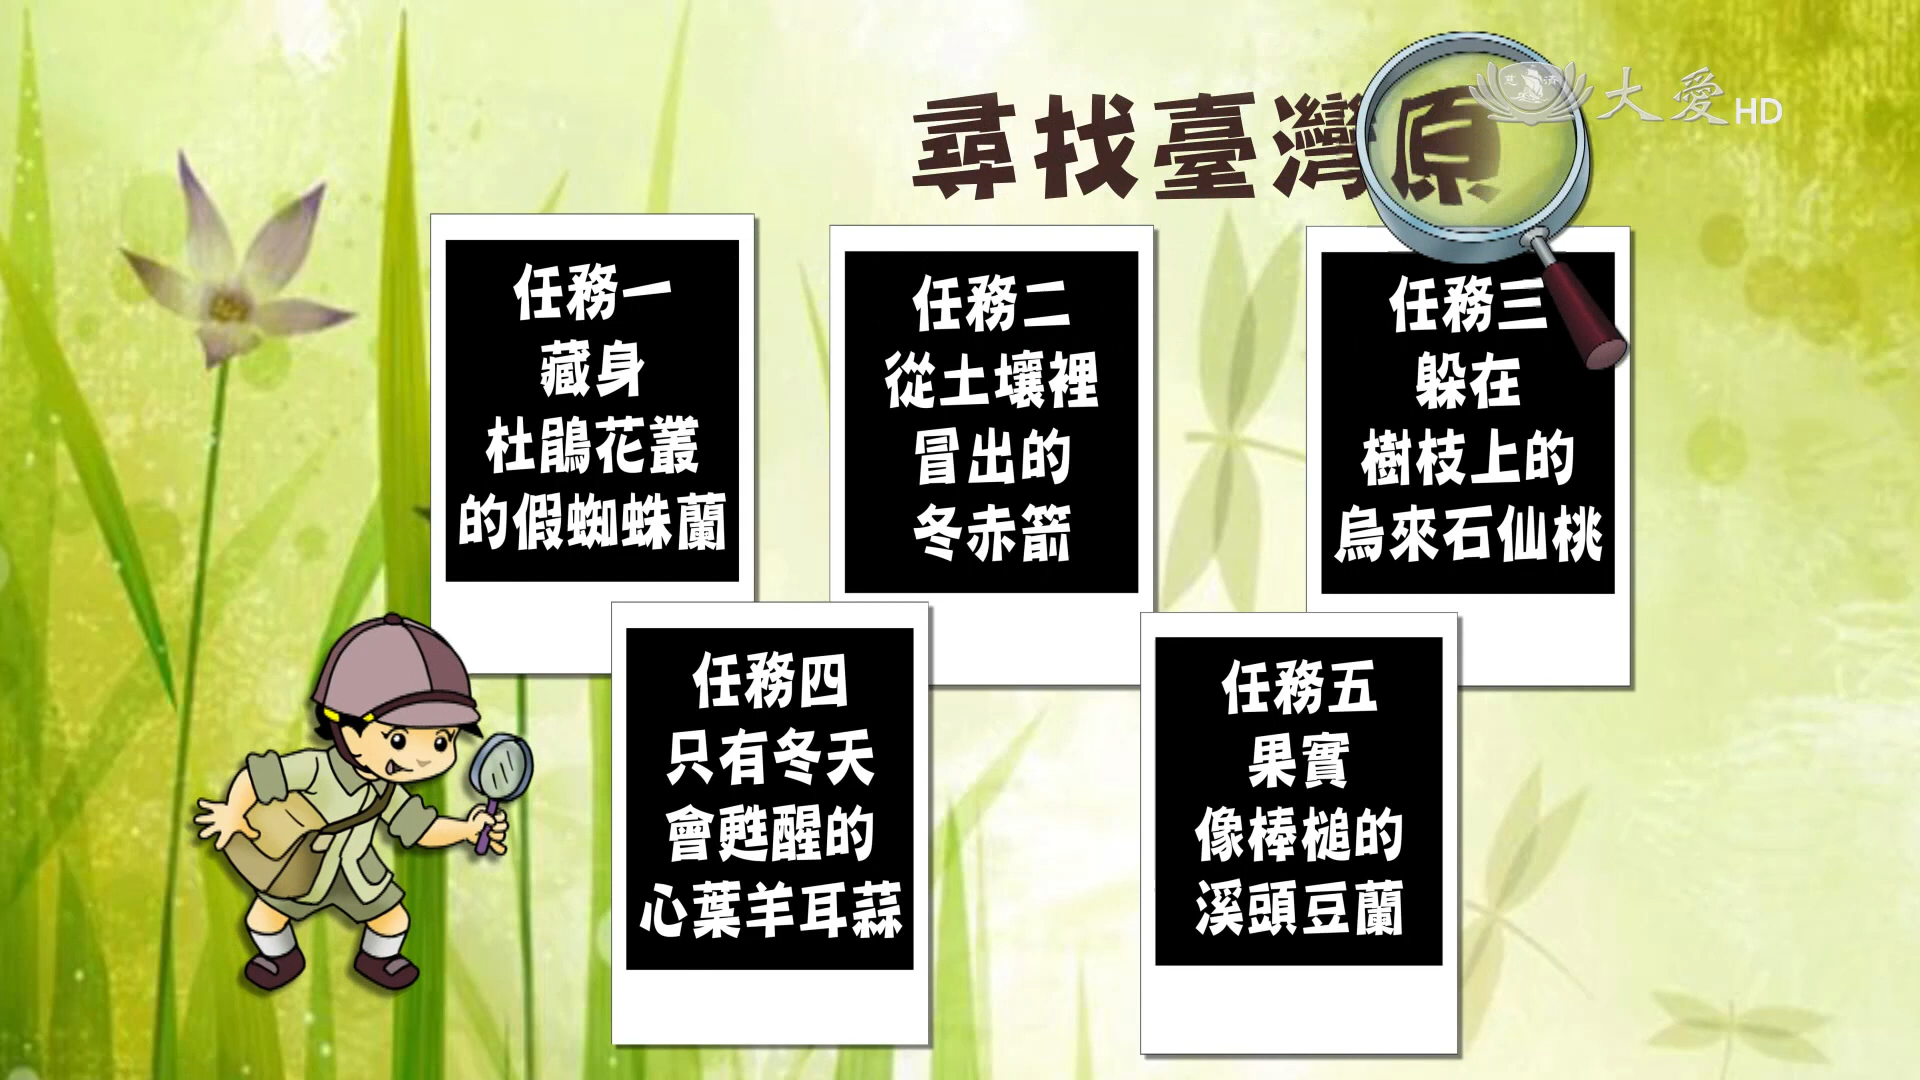 尋找臺灣原
大愛HD
任務一
藏身
杜鵑花叢
的假蜘蛛蘭
任務二
從土壤裡
冒出的
冬赤箭
任務三
躲在
樹枝上的
烏來石仙桃
任務四
只有冬天
會甦醒的
心葉羊耳蒜
任務五
果實
像棒槌的
溪頭豆蘭